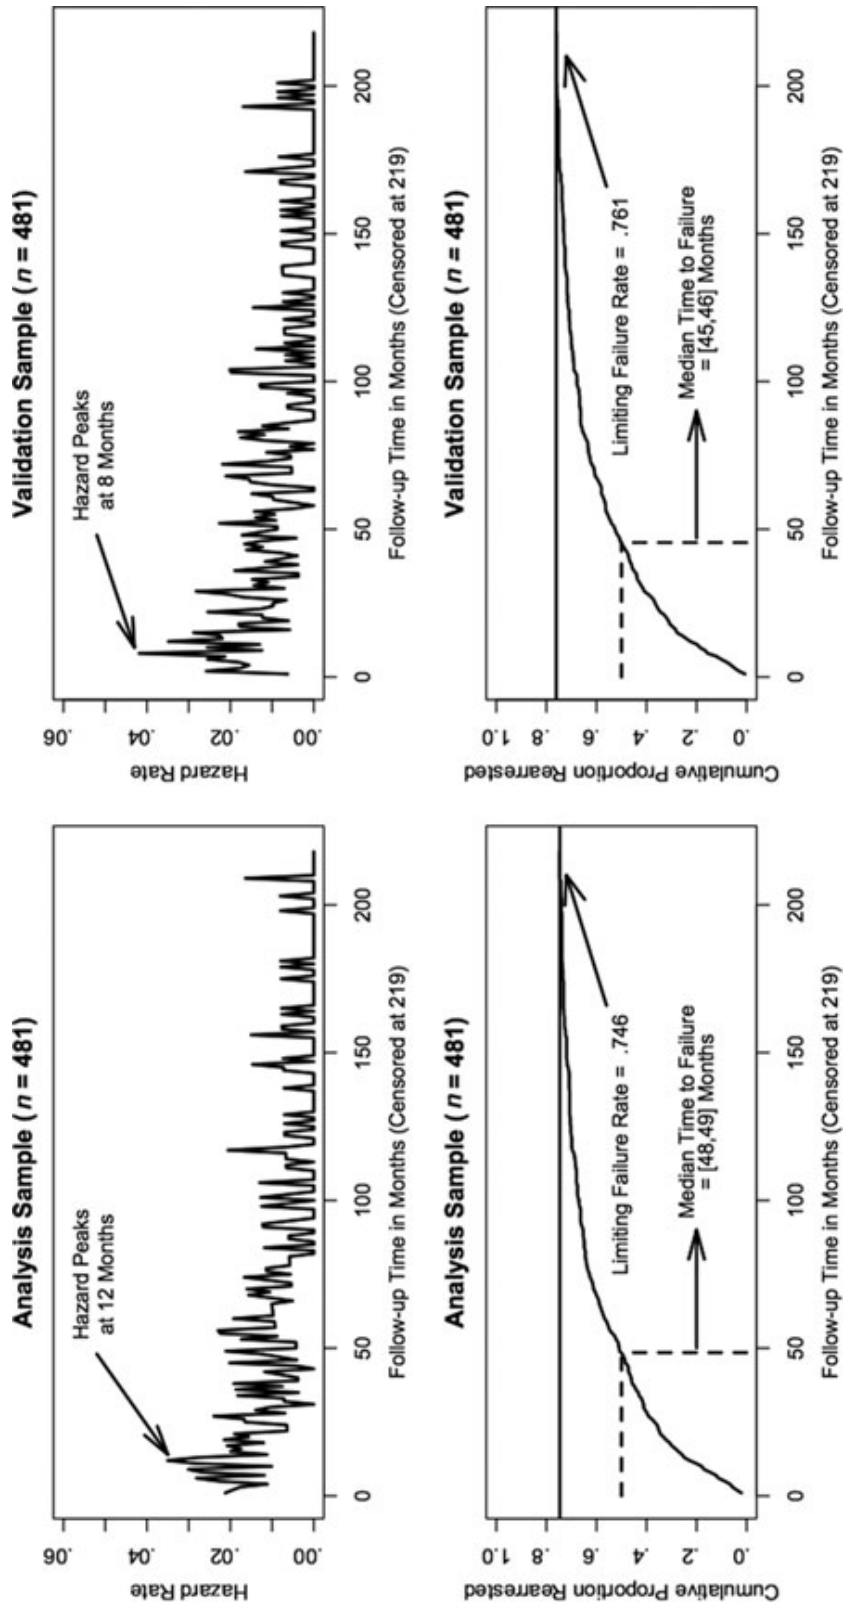 Analysis Sample (n = 481)
Hazard Rate
.06
.04
.02
.00
Hazard Peaks
at 12 Months
0
50
100
150
200
Follow-up Time in Months (Censored at 219)
Validation Sample (n = 481)
Hazard Rate
.06
.04
.02
.00
Hazard Peaks
at 8 Months
0
50
100
150
200
Follow-up Time in Months (Censored at 219)
Analysis Sample (n = 481)
Cumulative Proportion Rearrested
1.0
.8
.6
.4
.2
.0
Limiting Failure Rate = .746
Median Time to Failure
= [48,49] Months
0
50
100
150
200
Follow-up Time in Months (Censored at 219)
Validation Sample (n = 481)
Cumulative Proportion Rearrested
1.0
.8
.6
.4
.2
.0
Limiting Failure Rate = .761
Median Time to Failure
= [45,46] Months
0
50
100
150
200
Follow-up Time in Months (Censored at 219)